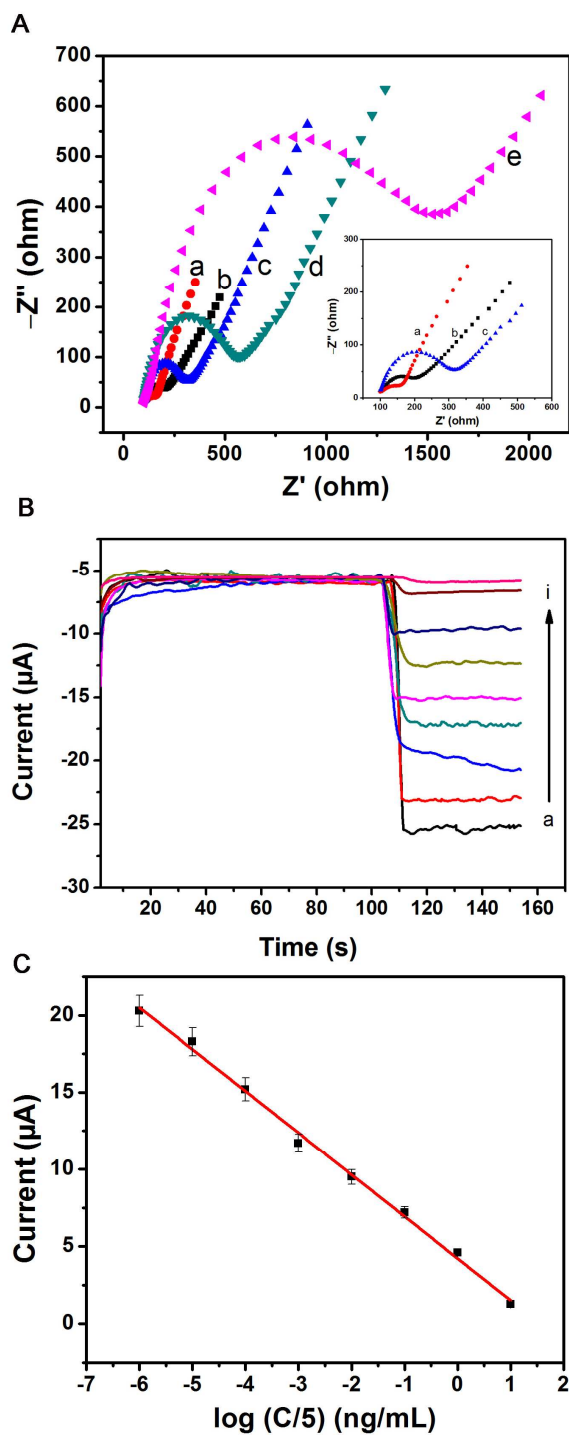 A
700
600
500
400
300
200
100
0
−Z'' (ohm)
a
b
c
d
e
0 500 1000 1500 2000
Z' (ohm)
250
200
150
100
50
0
−Z'' (ohm)
a
b
c
100 200 300 400 500 600
Z' (ohm)
B
-5
-10
-15
-20
-25
-30
Current (µA)
i
a
20 40 60 80 100 120 140 160
Time (s)
C
20
15
10
5
0
Current (µA)
-7 -6 -5 -4 -3 -2 -1 0 1 2
log (C/5) (ng/mL)